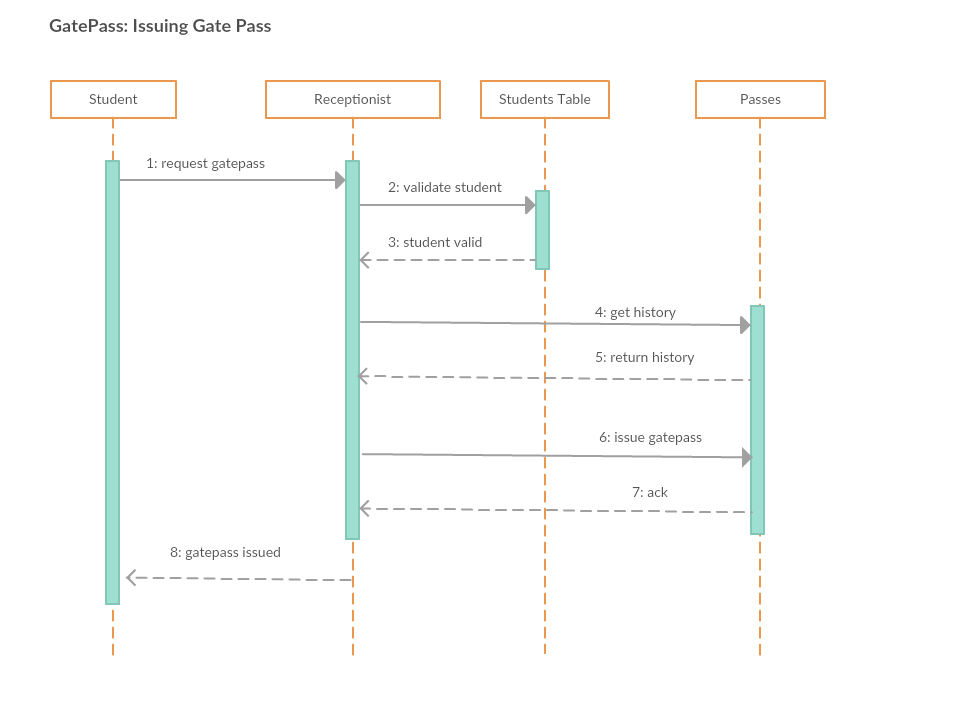 GatePass: Issuing Gate Pass
Student
Receptionist
Students Table
Passes
1: request gatepass
2: validate student
3: student valid
4: get history
5: return history
6: issue gatepass
7: ack
8: gatepass issued